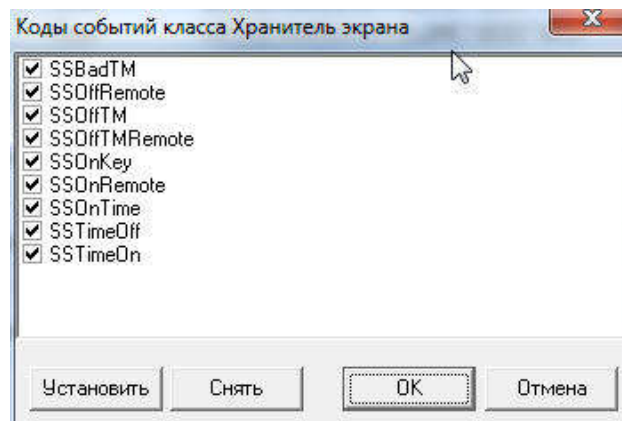 Коды событий класса Хранитель экрана
SSBadTM
SSOffRemote
SSOffTM
SSOffTMRemote
SSOnKey
SSOnRemote
SSOnTime
SSTimeOff
SSTimeOn
Установить Снять OK Отмена